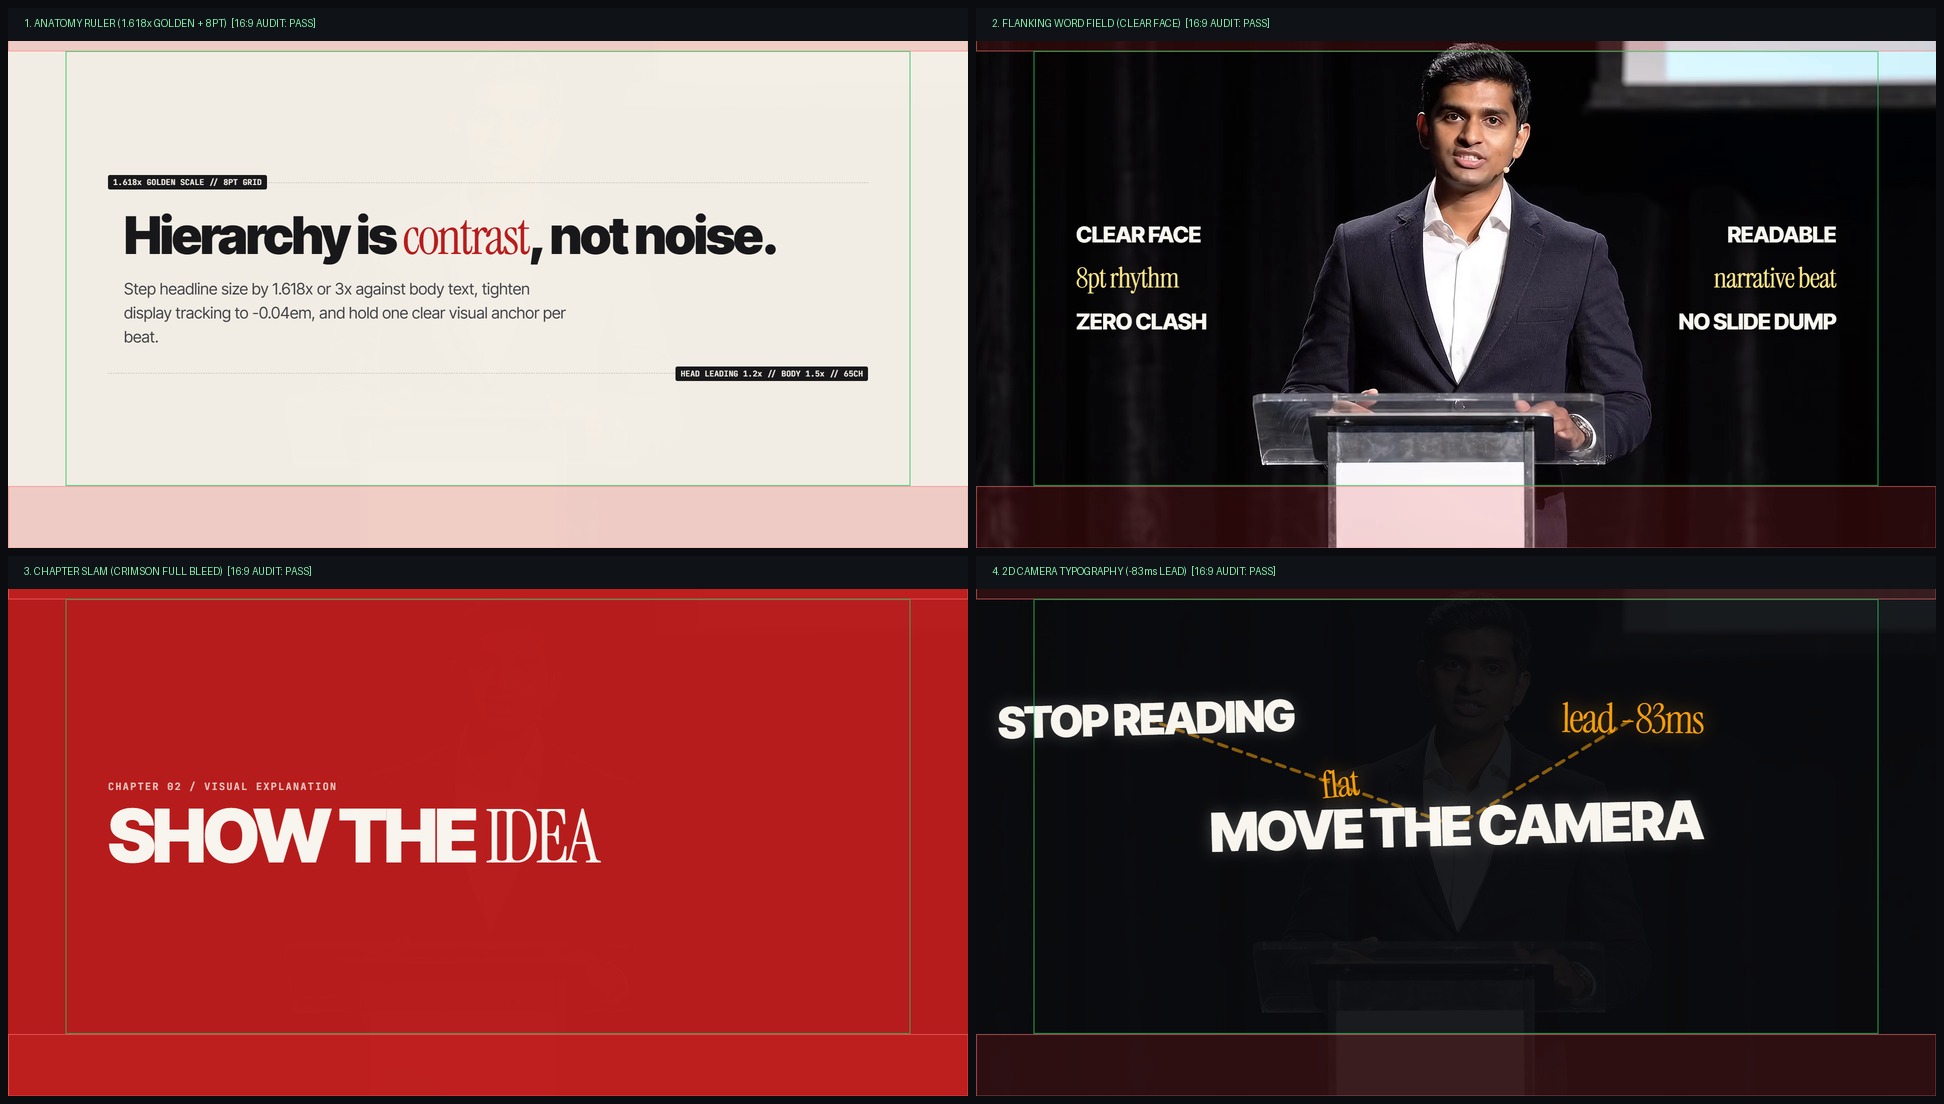 1. ANATOMY RULER (1.618x GOLDEN + 8PT) [16:9 AUDIT: PASS]
1.618x GOLDEN SCALE // 8PT GRID
Hierarchy is contrast, not noise.
Step headline size by 1.618x or 3x against body text, tighten
display tracking to -0.04em, and hold one clear visual anchor per
beat.
HEAD LEADING 1.2x // BODY 1.5x // 65CH
2. FLANKING WORD FIELD (CLEAR FACE) [16:9 AUDIT: PASS]
CLEAR FACE
8pt rhythm
ZERO CLASH
READABLE
narrative beat
NO SLIDE DUMP
3. CHAPTER SLAM (CRIMSON FULL BLEED) [16:9 AUDIT: PASS]
CHAPTER 02 / VISUAL EXPLANATION
SHOW THE IDEA
4. 2D CAMERA TYPOGRAPHY (-83ms LEAD) [16:9 AUDIT: PASS]
STOP READING
lead -83ms
flat
MOVE THE CAMERA